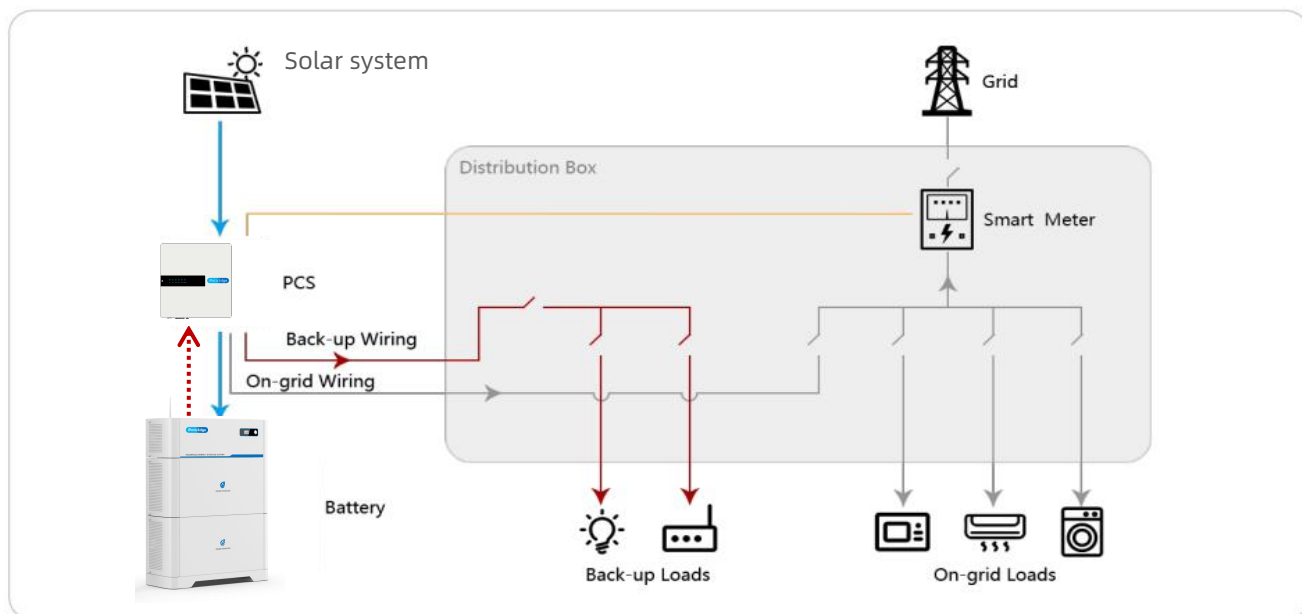 Solar system
Grid
Distribution Box
Smart Meter
PCS
Back-up Wiring
On-grid Wiring
Battery
Back-up Loads
On-grid Loads